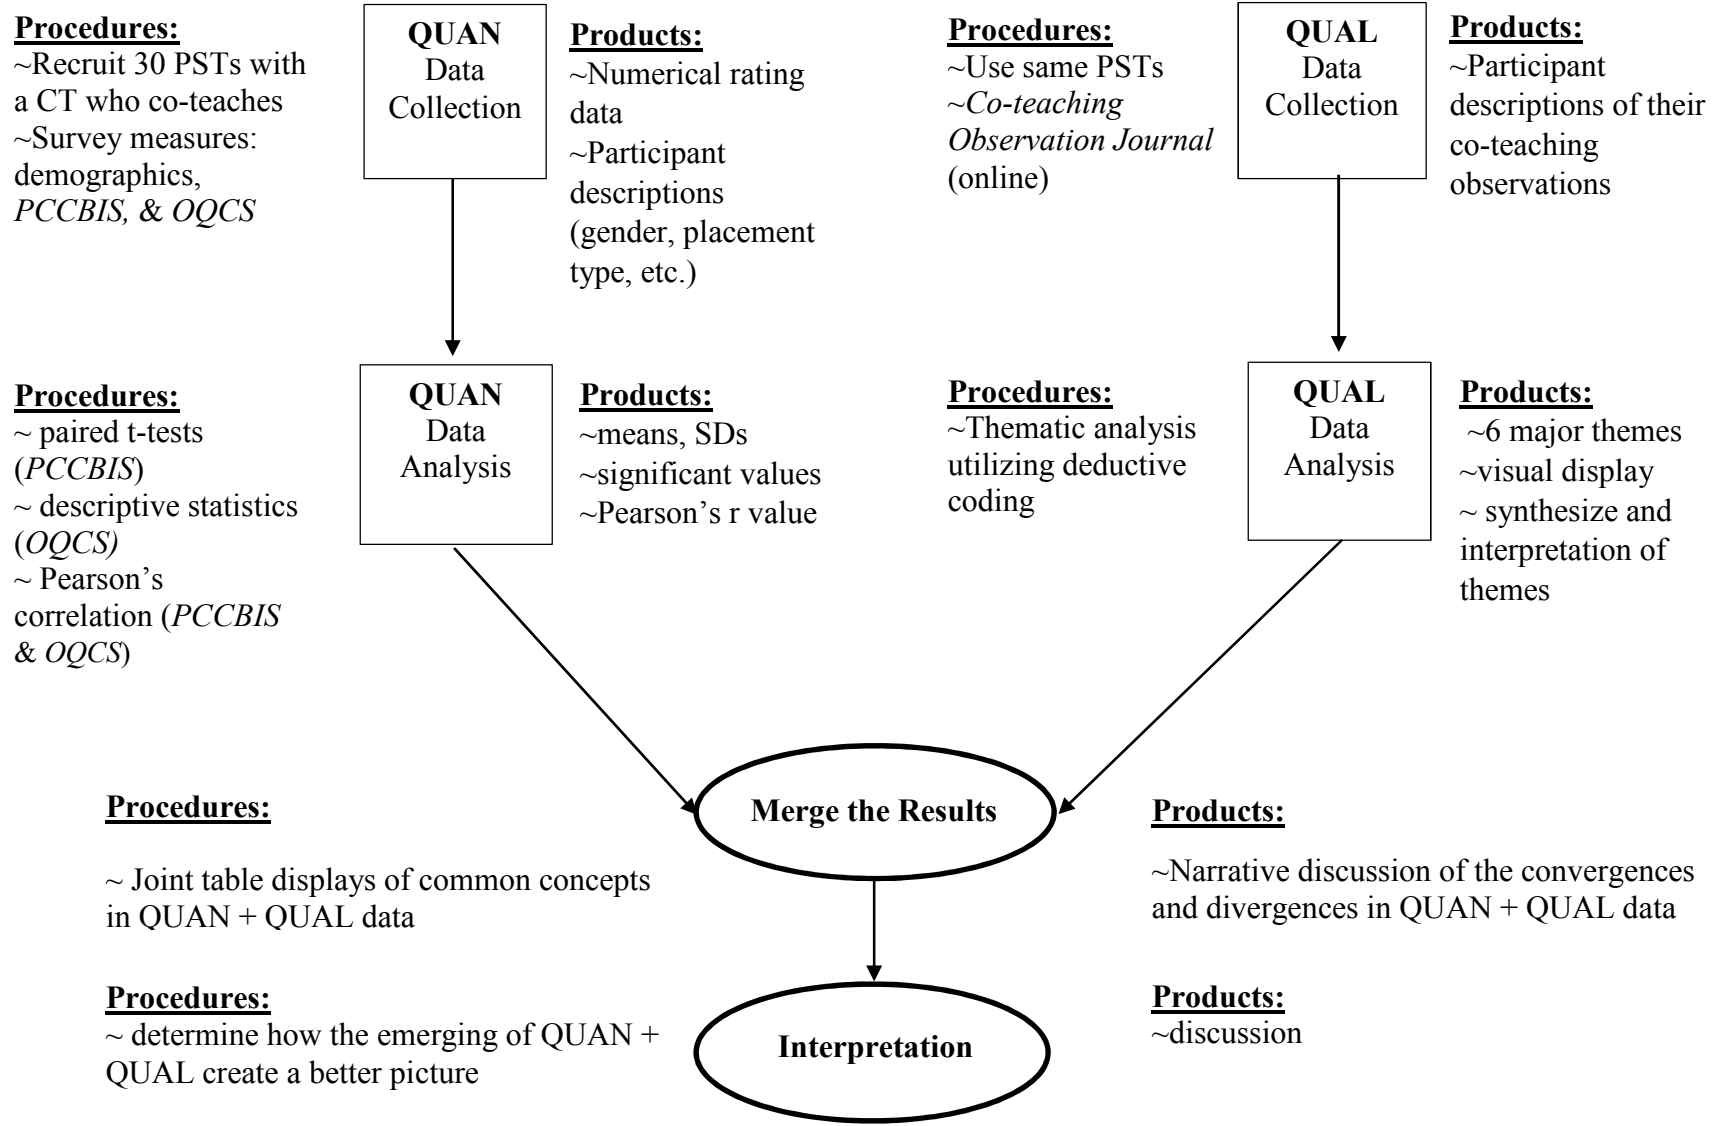 Procedures:
~Recruit 30 PSTs with
a CT who co-teaches
~Survey measures:
demographics,
PCCBIS, & OQCS
QUAN
Data
Collection
Products:
~Numerical rating
data
~Participant
descriptions
(gender, placement
type, etc.)
Procedures:
~Use same PSTs
~Co-teaching
Observation Journal
(online)
QUAL
Data
Collection
Products:
~Participant
descriptions of their
co-teaching
observations
Procedures:
~ paired t-tests
(PCCBIS)
~ descriptive statistics
(OQCS)
~ Pearson’s
correlation (PCCBIS
& OQCS)
QUAN
Data
Analysis
Products:
~means, SDs
~significant values
~Pearson’s r value
Procedures:
~Thematic analysis
utilizing deductive
coding
QUAL
Data
Analysis
Products:
~6 major themes
~visual display
~ synthesize and
interpretation of
themes
Procedures:
~ Joint table displays of common concepts
in QUAN + QUAL data
Merge the Results
Products:
~Narrative discussion of the convergences
and divergences in QUAN + QUAL data
Procedures:
~ determine how the emerging of QUAN +
QUAL create a better picture
Interpretation
Products:
~discussion